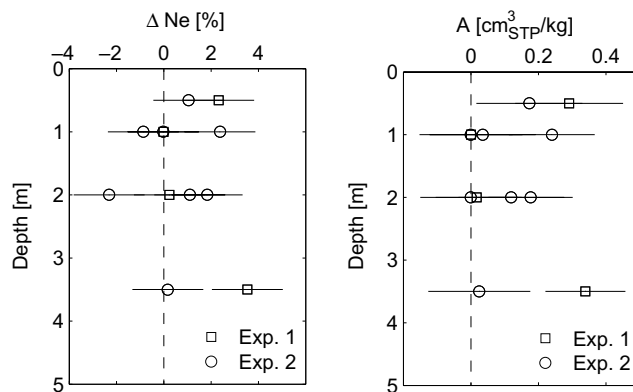 Δ Ne [%]
−4 −2 0 2 4
0
1
2
3
4
5
Depth [m]
Exp. 1
Exp. 2
A [cm³STP/kg]
0 0.2 0.4
0
1
2
3
4
5
Depth [m]
Exp. 1
Exp. 2